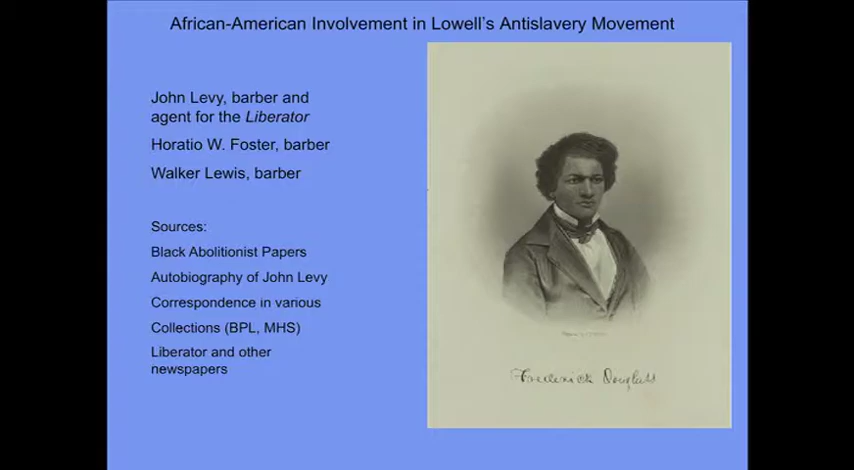 African-American Involvement in Lowell's Antislavery Movement
John Levy, barber and
agent for the Liberator
Horatio W. Foster, barber
Walker Lewis, barber
Sources:
Black Abolitionist Papers
Autobiography of John Levy
Correspondence in various
Collections (BPL, MHS)
Liberator and other
newspapers
Frederick Douglass